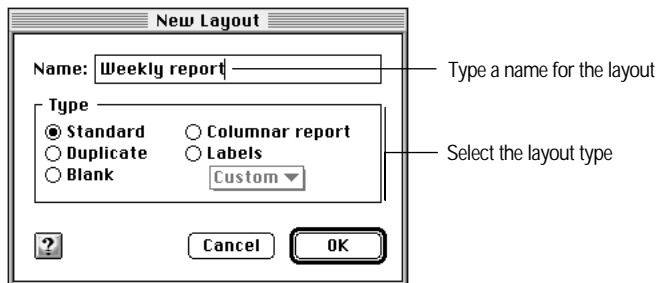 New Layout
Name: Weekly report
Type a name for the layout
Type
Standard Columnar report
Duplicate Labels
Blank Custom
Select the layout type
? Cancel OK